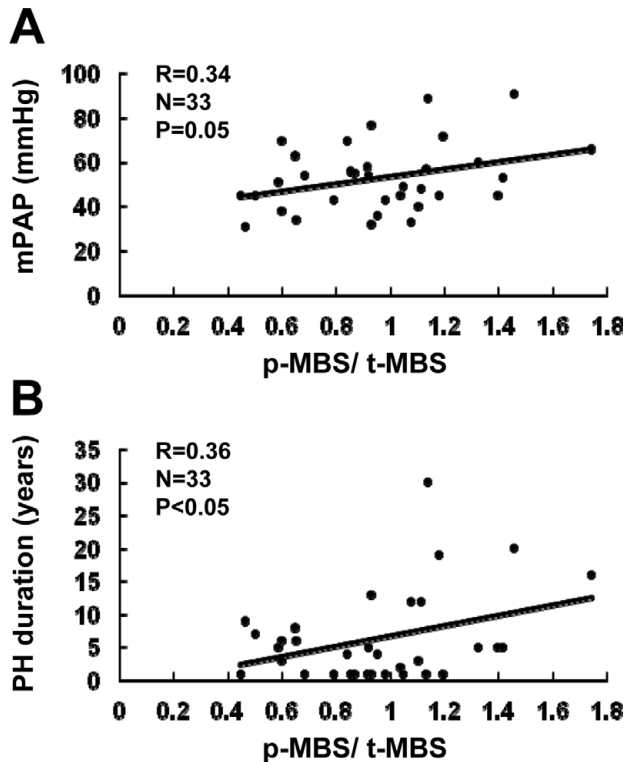 A
mPAP (mmHg)
100
80
60
40
20
0
R=0.34
N=33
P=0.05
0 0.2 0.4 0.6 0.8 1 1.2 1.4 1.6 1.8
p-MBS/ t-MBS
B
PH duration (years)
35
30
25
20
15
10
5
0
R=0.36
N=33
P<0.05
0 0.2 0.4 0.6 0.8 1 1.2 1.4 1.6 1.8
p-MBS/ t-MBS